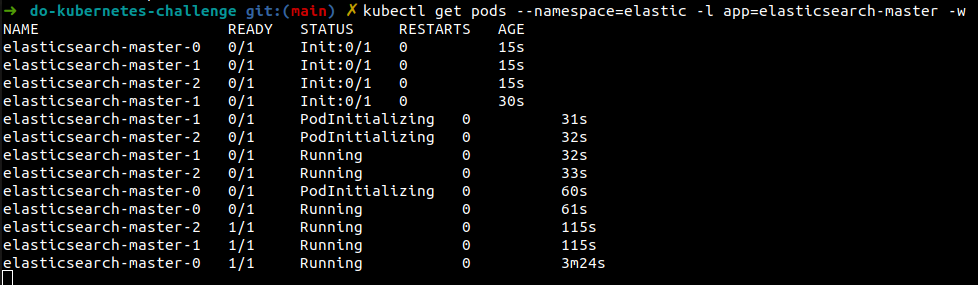 ➜ do-kubernetes-challenge git:(main) ✗ kubectl get pods --namespace=elastic -l app=elasticsearch-master -w
NAME                     READY   STATUS     RESTARTS   AGE
elasticsearch-master-0   0/1     Init:0/1   0          15s
elasticsearch-master-1   0/1     Init:0/1   0          15s
elasticsearch-master-2   0/1     Init:0/1   0          15s
elasticsearch-master-1   0/1     Init:0/1   0          30s
elasticsearch-master-1   0/1     PodInitializing   0          31s
elasticsearch-master-2   0/1     PodInitializing   0          32s
elasticsearch-master-1   0/1     Running           0          32s
elasticsearch-master-2   0/1     Running           0          33s
elasticsearch-master-0   0/1     PodInitializing   0          60s
elasticsearch-master-0   0/1     Running           0          61s
elasticsearch-master-2   1/1     Running           0          115s
elasticsearch-master-1   1/1     Running           0          115s
elasticsearch-master-0   1/1     Running           0          3m24s